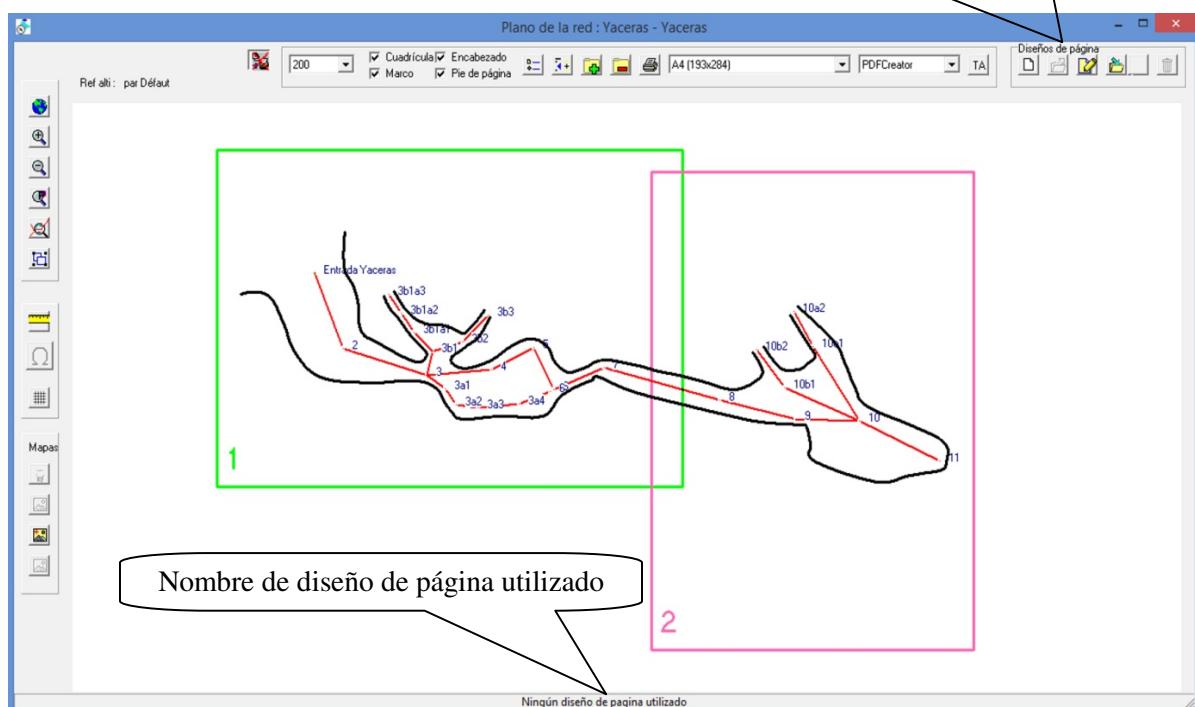 Plano de la red : Yaceras - Yaceras
Diseños de página
200
Cuadrícula
Encabezado
Marco
Pie de página
A4 (193x284)
PDFCreator
TA
Ref alti : par Défaut
Entrada Yaceras
3b1a3
3b1a2
3b1a1
3b3
3b2
3b1
2
3
4
5
3a1
3a2
3a3
3a4
7
8
9
10a2
10b2
10b1
10
11
1
2
Mapas
Nombre de diseño de página utilizado
Ningún diseño de pagina utilizado